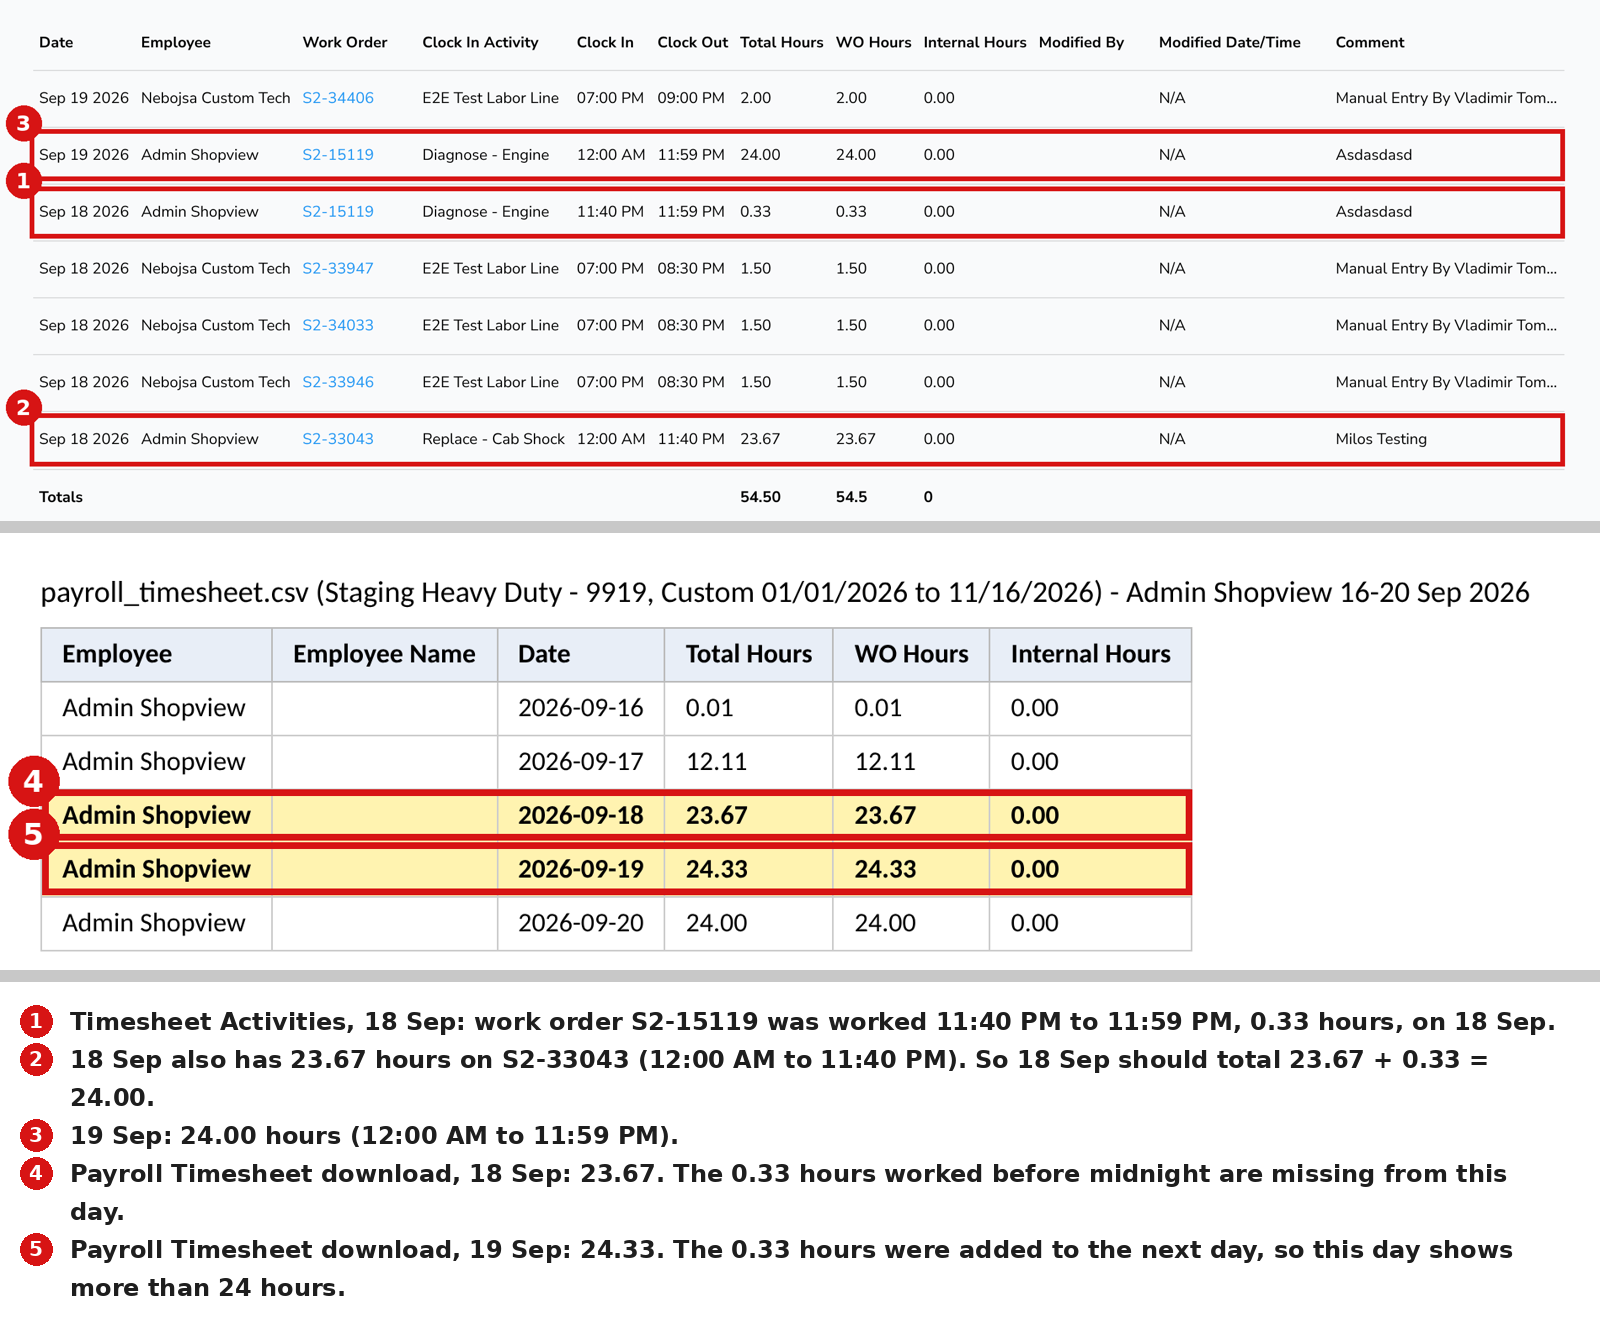 Date Employee Work Order Clock In Activity Clock In Clock Out Total Hours WO Hours Internal Hours Modified By Modified Date/Time Comment
Sep 19 2026 Nebojsa Custom Tech S2-34406 E2E Test Labor Line 07:00 PM 09:00 PM 2.00 2.00 0.00 N/A Manual Entry By Vladimir Tom...
3
Sep 19 2026 Admin Shopview S2-15119 Diagnose - Engine 12:00 AM 11:59 PM 24.00 24.00 0.00 N/A Asdasdasd
1
Sep 18 2026 Admin Shopview S2-15119 Diagnose - Engine 11:40 PM 11:59 PM 0.33 0.33 0.00 N/A Asdasdasd
Sep 18 2026 Nebojsa Custom Tech S2-33947 E2E Test Labor Line 07:00 PM 08:30 PM 1.50 1.50 0.00 N/A Manual Entry By Vladimir Tom...
Sep 18 2026 Nebojsa Custom Tech S2-34033 E2E Test Labor Line 07:00 PM 08:30 PM 1.50 1.50 0.00 N/A Manual Entry By Vladimir Tom...
Sep 18 2026 Nebojsa Custom Tech S2-33946 E2E Test Labor Line 07:00 PM 08:30 PM 1.50 1.50 0.00 N/A Manual Entry By Vladimir Tom...
2
Sep 18 2026 Admin Shopview S2-33043 Replace - Cab Shock 12:00 AM 11:40 PM 23.67 23.67 0.00 N/A Milos Testing
Totals 54.50 54.5 0
payroll_timesheet.csv (Staging Heavy Duty - 9919, Custom 01/01/2026 to 11/16/2026) - Admin Shopview 16-20 Sep 2026
Employee Employee Name Date Total Hours WO Hours Internal Hours
Admin Shopview 2026-09-16 0.01 0.01 0.00
Admin Shopview 2026-09-17 12.11 12.11 0.00
4
Admin Shopview 2026-09-18 23.67 23.67 0.00
5
Admin Shopview 2026-09-19 24.33 24.33 0.00
Admin Shopview 2026-09-20 24.00 24.00 0.00
1 Timesheet Activities, 18 Sep: work order S2-15119 was worked 11:40 PM to 11:59 PM, 0.33 hours, on 18 Sep.
2 18 Sep also has 23.67 hours on S2-33043 (12:00 AM to 11:40 PM). So 18 Sep should total 23.67 + 0.33 =
24.00.
3 19 Sep: 24.00 hours (12:00 AM to 11:59 PM).
4 Payroll Timesheet download, 18 Sep: 23.67. The 0.33 hours worked before midnight are missing from this
day.
5 Payroll Timesheet download, 19 Sep: 24.33. The 0.33 hours were added to the next day, so this day shows
more than 24 hours.